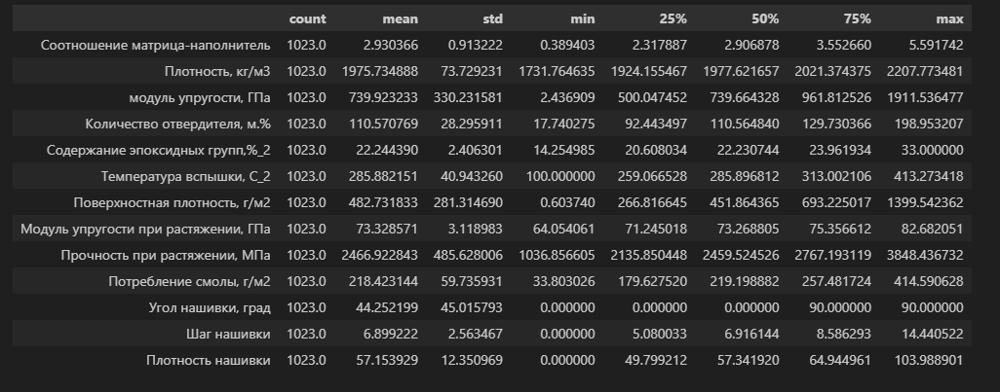 count mean std min 25% 50% 75% max
Соотношение матрица-наполнитель 1023.0 2.930366 0.913222 0.389403 2.317887 2.906878 3.552660 5.591742
Плотность, кг/м3 1023.0 1975.734888 73.729231 1731.764635 1924.155467 1977.621657 2021.374375 2207.773481
модуль упругости, ГПа 1023.0 739.923233 330.231581 2.436909 500.047452 739.664328 961.812526 1911.536477
Количество отвердителя, м.% 1023.0 110.570769 28.295911 17.740275 92.443497 110.564840 129.730366 198.953207
Содержание эпоксидных групп,%_2 1023.0 22.244390 2.406301 14.254985 20.608034 22.230744 23.961934 33.000000
Температура вспышки, С_2 1023.0 285.882151 40.943260 100.000000 259.066528 285.896812 313.002106 413.273418
Поверхностная плотность, г/м2 1023.0 482.731833 281.314690 0.603740 266.816645 451.864365 693.225017 1399.542362
Модуль упругости при растяжении, ГПа 1023.0 73.328571 3.118983 64.054061 71.245018 73.268805 75.356612 82.682051
Прочность при растяжении, МПа 1023.0 2466.922843 485.628006 1036.856605 2135.850448 2459.524526 2767.193119 3848.436732
Потребление смолы, г/м2 1023.0 218.423144 59.735931 33.803026 179.627520 219.198882 257.481724 414.590628
Угол нашивки, град 1023.0 44.252199 45.015793 0.000000 0.000000 0.000000 90.000000 90.000000
Шаг нашивки 1023.0 6.899222 2.563467 0.000000 5.080033 6.916144 8.586293 14.440522
Плотность нашивки 1023.0 57.153929 12.350969 0.000000 49.799212 57.341920 64.944961 103.988901